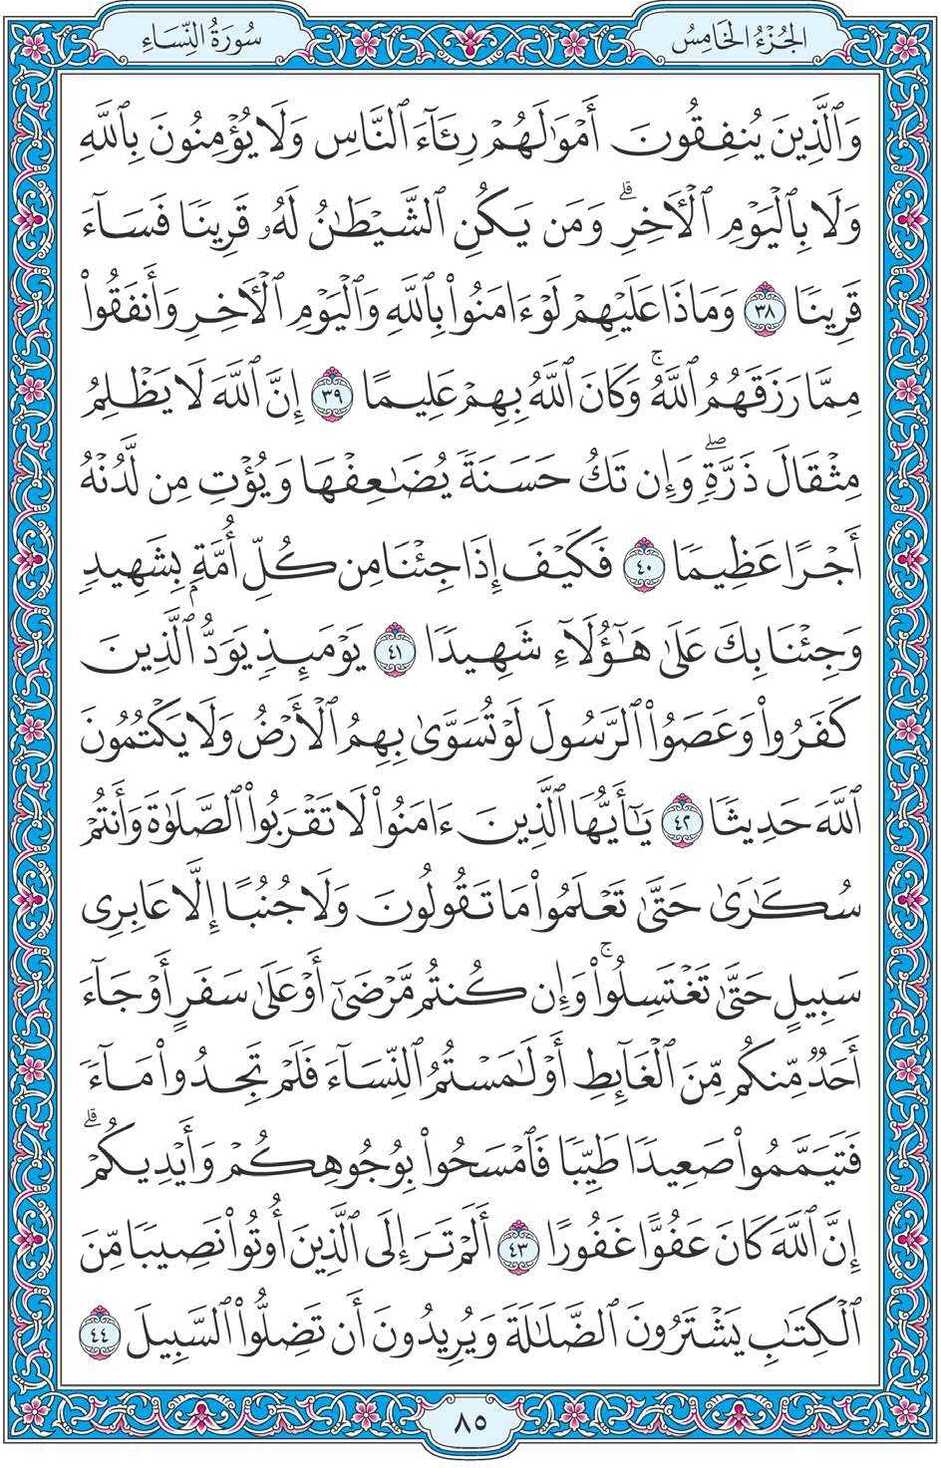 الجُزْءُ الخَامِسُ
سُورَةُ النِّسَاءِ
وَٱلَّذِينَ يُنفِقُونَ أَمْوَٰلَهُمْ رِئَآءَ ٱلنَّاسِ وَلَا يُؤْمِنُونَ بِٱللَّهِ
وَلَا بِٱلْيَوْمِ ٱلْأَخِرِۗ وَمَن يَكُنِ ٱلشَّيْطَٰنُ لَهُۥ قَرِينًا فَسَآءَ
قَرِينًا ٣٨ وَمَاذَا عَلَيْهِمْ لَوْ ءَامَنُوا۟ بِٱللَّهِ وَٱلْيَوْمِ ٱلْأَخِرِ وَأَنفَقُوا۟
مِمَّا رَزَقَهُمُ ٱللَّهُۚ وَكَانَ ٱللَّهُ بِهِمْ عَلِيمًا ٣٩ إِنَّ ٱللَّهَ لَا يَظْلِمُ
مِثْقَالَ ذَرَّةٍۖ وَإِن تَكُ حَسَنَةً يُضَٰعِفْهَا وَيُؤْتِ مِن لَّدُنْهُ
أَجْرًا عَظِيمًا ٤٠ فَكَيْفَ إِذَا جِئْنَا مِن كُلِّ أُمَّةٍۭ بِشَهِيدٍ
وَجِئْنَا بِكَ عَلَىٰ هَٰٓؤُلَآءِ شَهِيدًا ٤١ يَوْمَئِذٍ يَوَدُّ ٱلَّذِينَ
كَفَرُوا۟ وَعَصَوُا۟ ٱلرَّسُولَ لَوْ تُسَوَّىٰ بِهِمُ ٱلْأَرْضُ وَلَا يَكْتُمُونَ
ٱللَّهَ حَدِيثًا ٤٢ يَٰٓأَيُّهَا ٱلَّذِينَ ءَامَنُوا۟ لَا تَقْرَبُوا۟ ٱلصَّلَوٰةَ وَأَنتُمْ
سُكَٰرَىٰ حَتَّىٰ تَعْلَمُوا۟ مَا تَقُولُونَ وَلَا جُنُبًا إِلَّا عَابِرِى
سَبِيلٍ حَتَّىٰ تَغْتَسِلُوا۟ۚ وَإِن كُنتُم مَّرْضَىٰٓ أَوْ عَلَىٰ سَفَرٍ أَوْ جَآءَ
أَحَدٌ مِّنكُم مِّنَ ٱلْغَآئِطِ أَوْ لَٰمَسْتُمُ ٱلنِّسَآءَ فَلَمْ تَجِدُوا۟ مَآءً
فَتَيَمَّمُوا۟ صَعِيدًا طَيِّبًا فَٱمْسَحُوا۟ بِوُجُوهِكُمْ وَأَيْدِيكُمْۗ
إِنَّ ٱللَّهَ كَانَ عَفُوًّا غَفُورًا ٤٣ أَلَمْ تَرَ إِلَى ٱلَّذِينَ أُوتُوا۟ نَصِيبًا مِّنَ
ٱلْكِتَٰبِ يَشْتَرُونَ ٱلضَّلَٰلَةَ وَيُرِيدُونَ أَن تَضِلُّوا۟ ٱلسَّبِيلَ ٤٤
٨٥